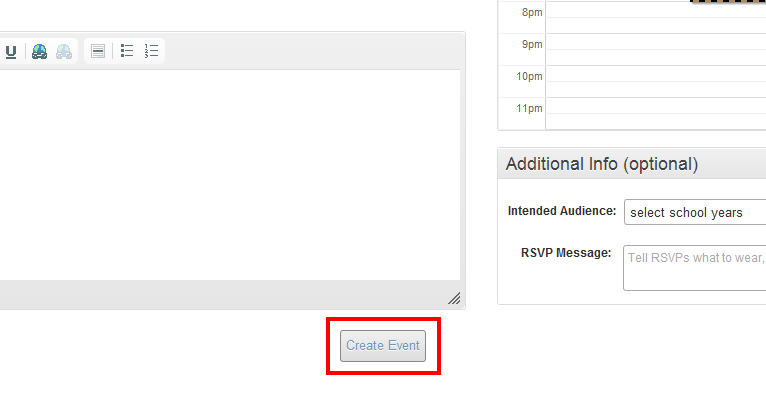 U
8pm
9pm
10pm
11pm
Additional Info (optional)
Intended Audience: select school years
RSVP Message: Tell RSVPs what to wear,
Create Event